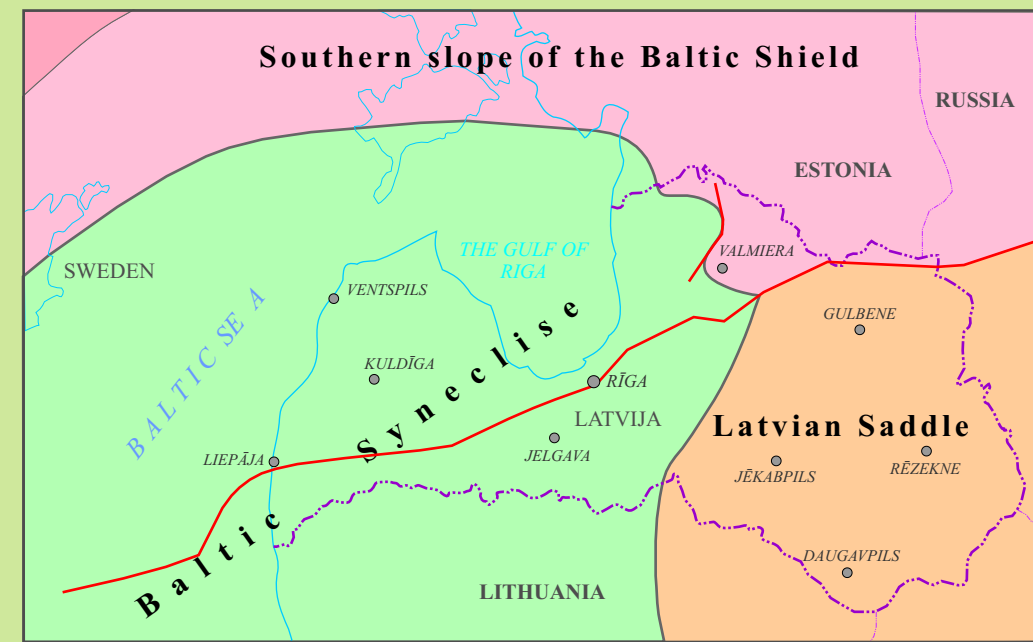 Southern slope of the Baltic Shield
RUSSIA
ESTONIA
SWEDEN
THE GULF OF
RIGA
VALMIERA
VENTSPILS
GULBENE
BALTIC SEA
KULDĪGA
RĪGA
Baltic Syneclise
LATVIJA
Latvian Saddle
LIEPĀJA
JELGAVA
JĒKABPILS
RĒZEKNE
DAUGAVPILS
LITHUANIA